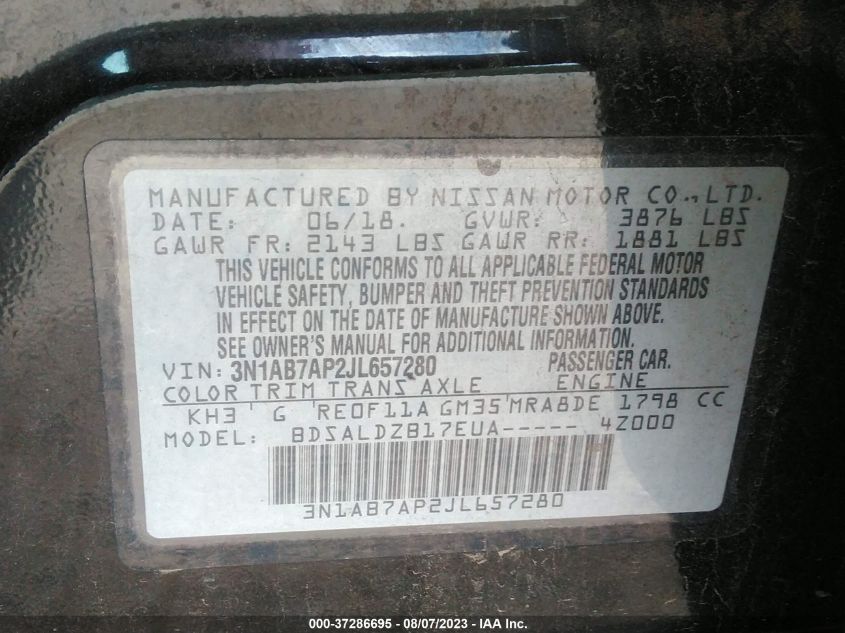 MANUFACTURED BY NISSAN MOTOR CO., LTD.
DATE: 06/18. GVWR: 3876 LBS
GAWR FR: 2143 LBS GAWR RR: 1881 LBS
THIS VEHICLE CONFORMS TO ALL APPLICABLE FEDERAL MOTOR
VEHICLE SAFETY, BUMPER AND THEFT PREVENTION STANDARDS
IN EFFECT ON THE DATE OF MANUFACTURE SHOWN ABOVE.
SEE OWNER'S MANUAL FOR ADDITIONAL INFORMATION.
VIN: 3N1AB7AP2JL657280 PASSENGER CAR.
COLOR TRIM TRANS AXLE ENGINE
KH3 G RE0F11A GM35 MRA8DE 1798 CC
MODEL: BDSALDZB17EUA----- 4Z000
3N1AB7AP2JL657280
000-37286695 - 08/07/2023 - IAA Inc.